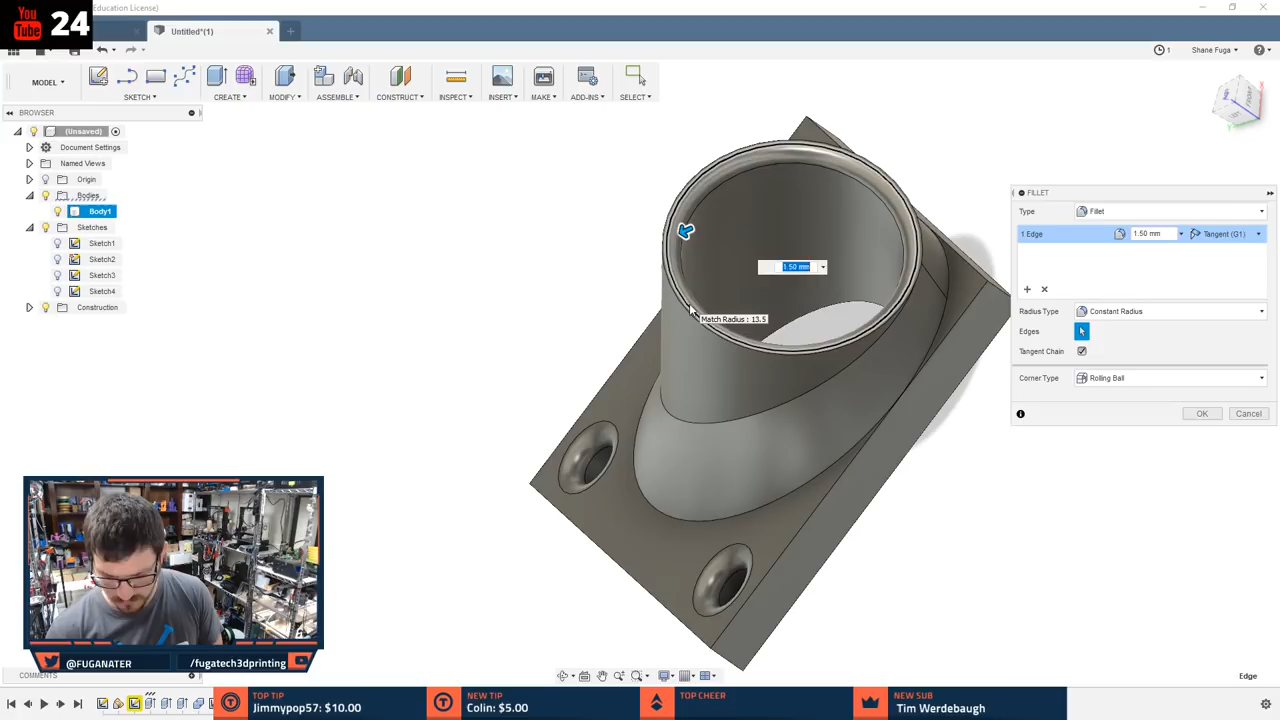 You Tube
24
Education License)
Untitled*(1)
Shane Fuga
MODEL
SKETCH
CREATE
MODIFY
ASSEMBLE
CONSTRUCT
INSPECT
INSERT
MAKE
ADD-INS
SELECT
BROWSER
(Unsaved)
Document Settings
Named Views
Origin
Bodies
Body1
Sketches
Sketch1
Sketch2
Sketch3
Sketch4
Construction
1.50 mm
Match Radius : 13.5
FILLET
Type
Fillet
1 Edge
1.50 mm
Tangent (G1)
Radius Type
Constant Radius
Edges
Tangent Chain
Corner Type
Rolling Ball
OK
Cancel
@FUGANATER
/fugatech3dprinting
COMMENTS
Edge
TOP TIP
Jimmypop57: $10.00
NEW TIP
Colin: $5.00
TOP CHEER
NEW SUB
Tim Werdebaugh